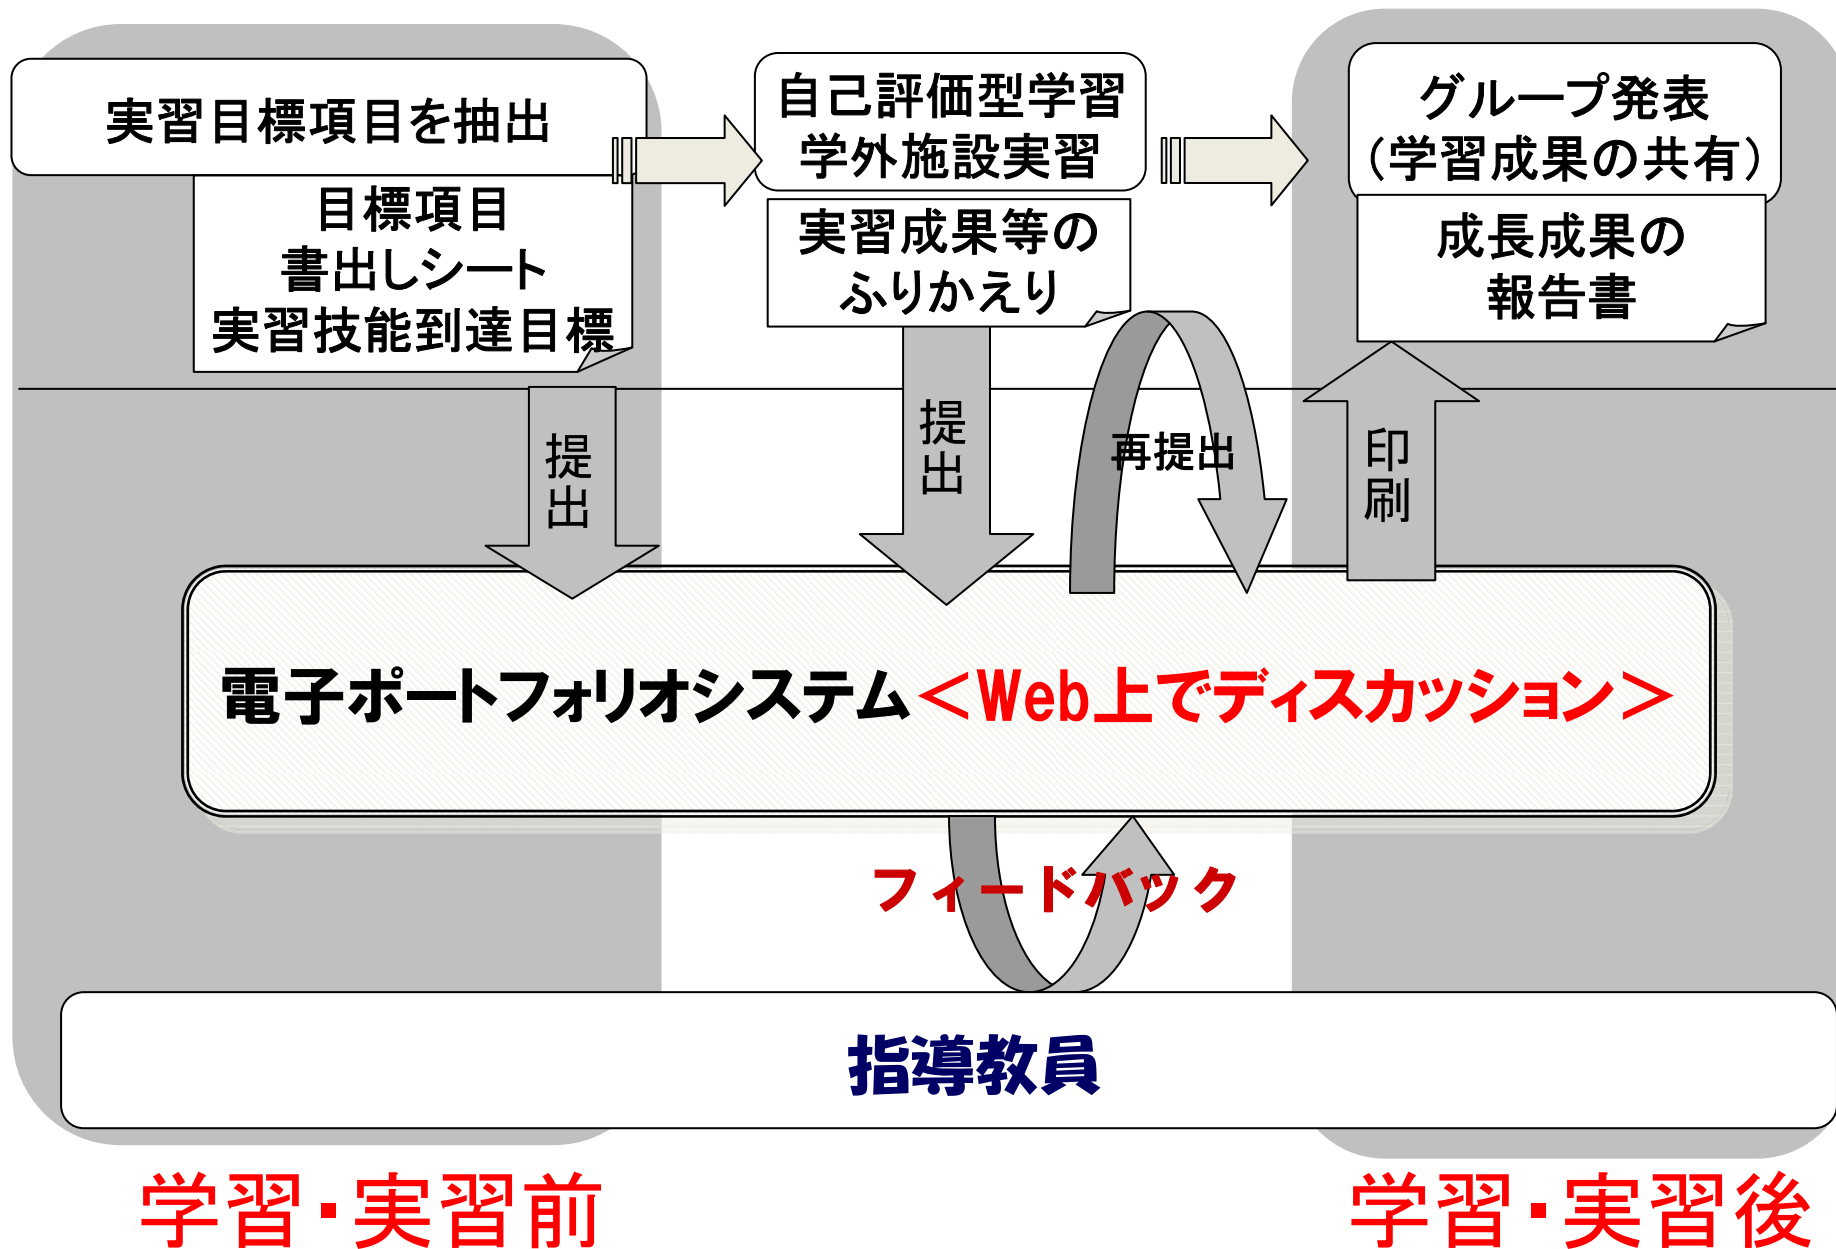 実習目標項目を抽出
目標項目
書出しシート
実習技能到達目標
自己評価型学習
学外施設実習
実習成果等の
ふりかえり
グループ発表
(学習成果の共有)
成長成果の
報告書
提出
提出
再提出
印刷
電子ポートフォリオシステム<Web上でディスカッション>
フィードバック
指導教員
学習・実習前
学習・実習後